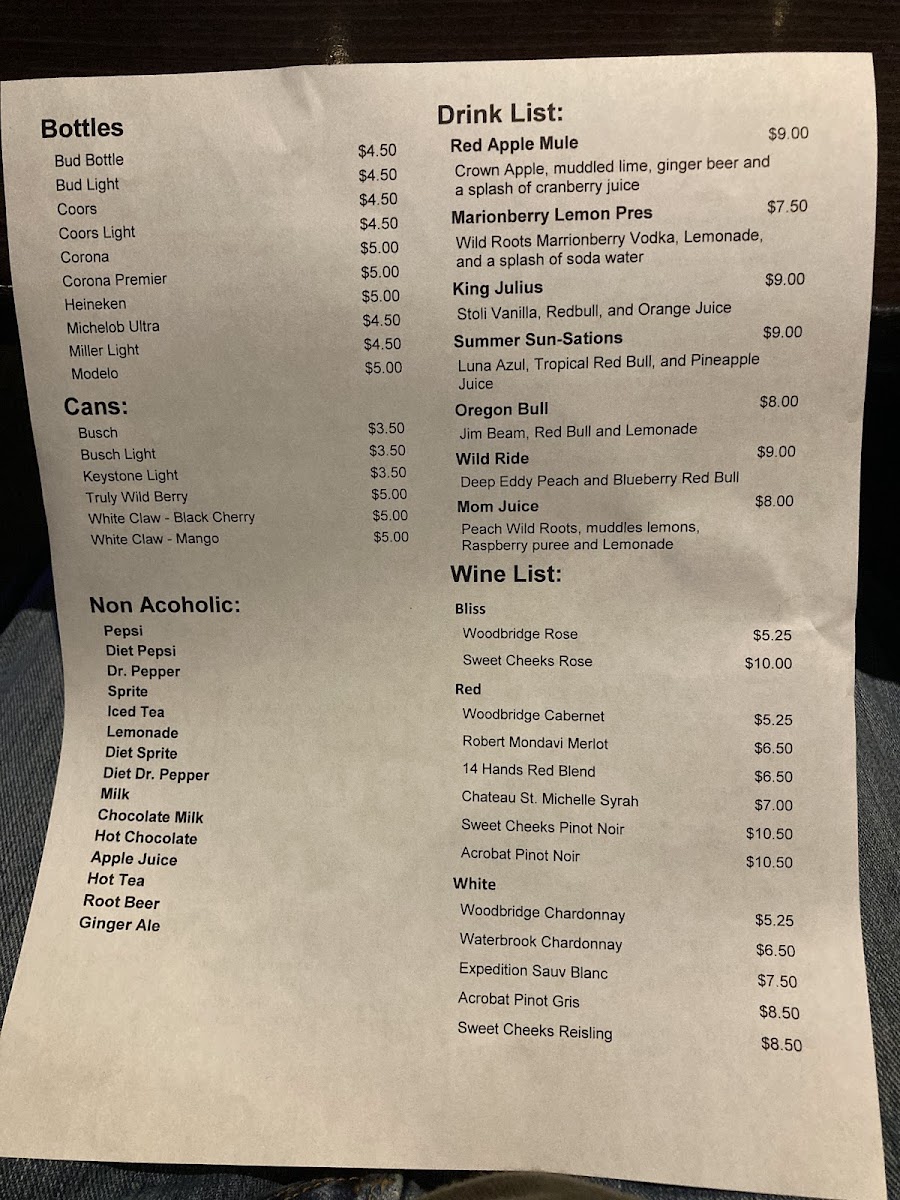 Bottles
Bud Bottle $4.50
Bud Light $4.50
Coors $4.50
Coors Light $4.50
Corona $5.00
Corona Premier $5.00
Heineken $5.00
Michelob Ultra $4.50
Miller Light $4.50
Modelo $5.00
Cans:
Busch $3.50
Busch Light $3.50
Keystone Light $3.50
Truly Wild Berry $5.00
White Claw - Black Cherry $5.00
White Claw - Mango $5.00
Non Acoholic:
Pepsi
Diet Pepsi
Dr. Pepper
Sprite
Iced Tea
Lemonade
Diet Sprite
Diet Dr. Pepper
Milk
Chocolate Milk
Hot Chocolate
Apple Juice
Hot Tea
Root Beer
Ginger Ale
Drink List:
Red Apple Mule $9.00
Crown Apple, muddled lime, ginger beer and
a splash of cranberry juice
Marionberry Lemon Pres $7.50
Wild Roots Marrionberry Vodka, Lemonade,
and a splash of soda water
King Julius $9.00
Stoli Vanilla, Redbull, and Orange Juice
Summer Sun-Sations $9.00
Luna Azul, Tropical Red Bull, and Pineapple
Juice
Oregon Bull $8.00
Jim Beam, Red Bull and Lemonade
Wild Ride $9.00
Deep Eddy Peach and Blueberry Red Bull
Mom Juice $8.00
Peach Wild Roots, muddles lemons,
Raspberry puree and Lemonade
Wine List:
Bliss
Woodbridge Rose $5.25
Sweet Cheeks Rose $10.00
Red
Woodbridge Cabernet $5.25
Robert Mondavi Merlot $6.50
14 Hands Red Blend $6.50
Chateau St. Michelle Syrah $7.00
Sweet Cheeks Pinot Noir $10.50
Acrobat Pinot Noir $10.50
White
Woodbridge Chardonnay $5.25
Waterbrook Chardonnay $6.50
Expedition Sauv Blanc $7.50
Acrobat Pinot Gris $8.50
Sweet Cheeks Reisling $8.50